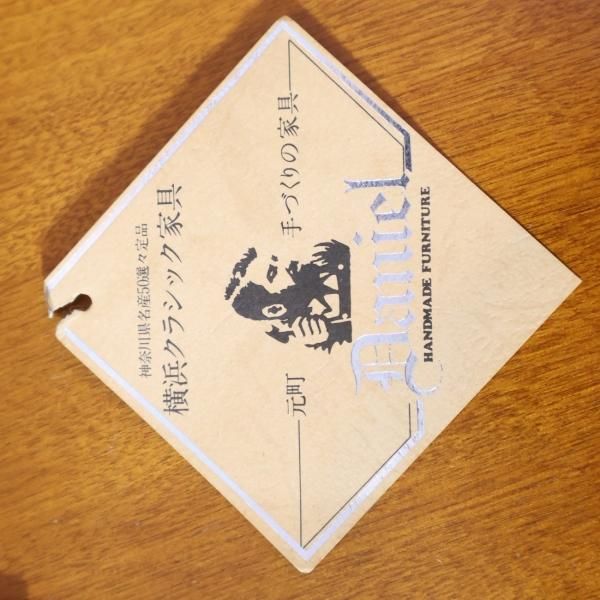 神奈川県名産50選々定品
横浜クラシック家具
元町 手づくりの家具
Daniel
HANDMADE FURNITURE